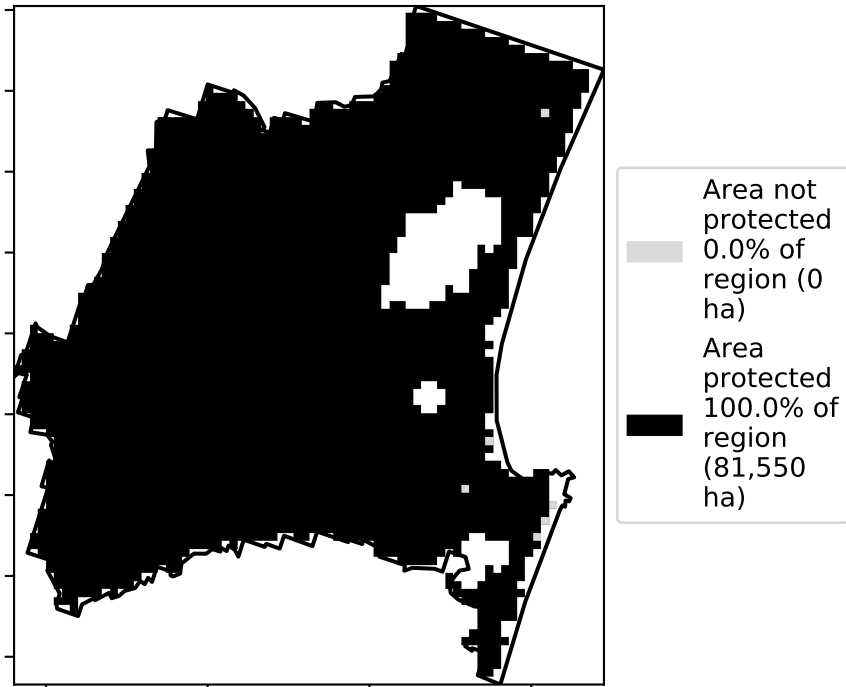 Area not
protected
0.0% of
region (0
ha)
Area
protected
100.0% of
region
(81,550
ha)